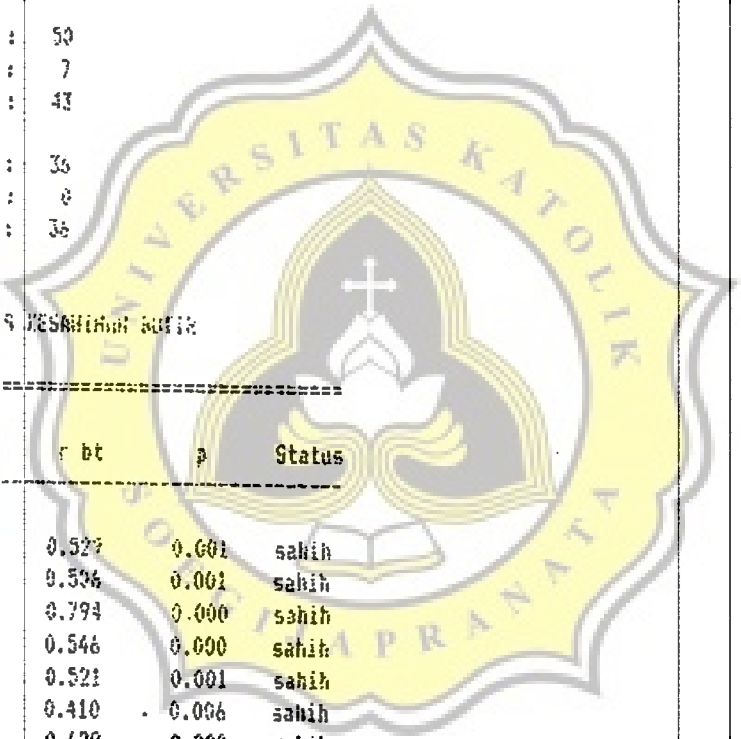 : 50
: 7
: 43
: 36
: 0
: 36
UNIVERSITAS KATOLIK
r bt p Status
0.529 0.001 sahih
0.001 sahih
0.794 0.000 sahih
0.546 0.000 sahih
0.521 0.001 sahih
0.410 0.006 sahih
SOEGIJAPRANATA